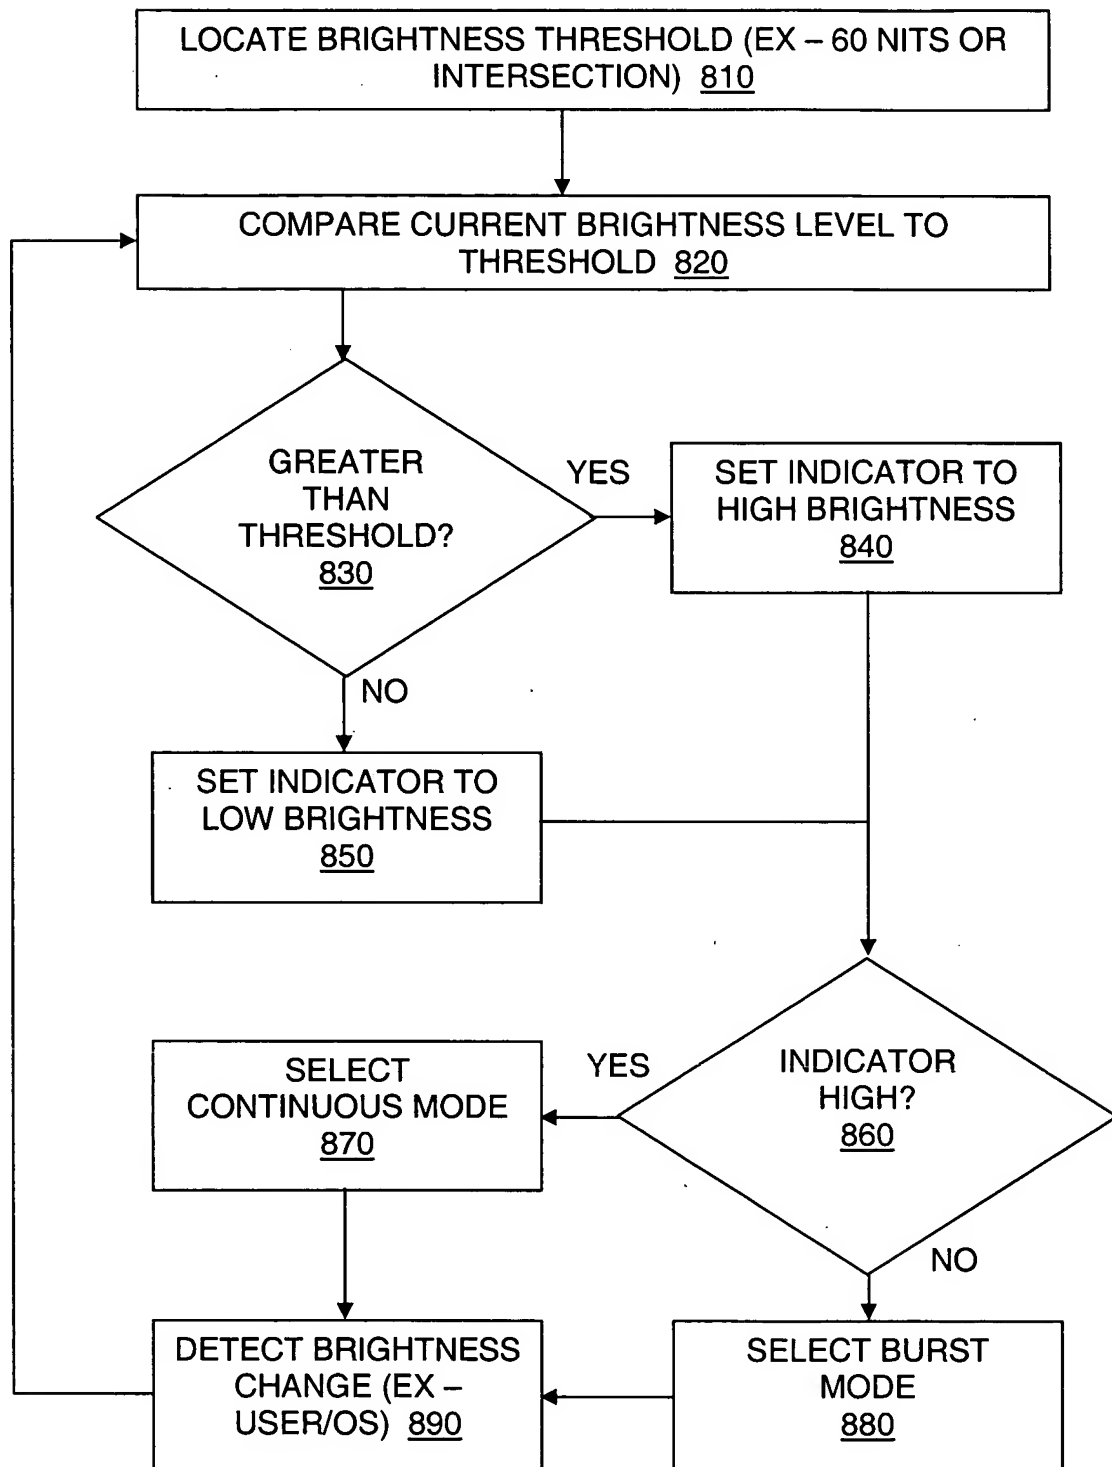 LOCATE BRIGHTNESS THRESHOLD (EX – 60 NITS OR
INTERSECTION) 810
COMPARE CURRENT BRIGHTNESS LEVEL TO
THRESHOLD 820
GREATER
THAN
THRESHOLD?
830
YES
SET INDICATOR TO
HIGH BRIGHTNESS
840
NO
SET INDICATOR TO
LOW BRIGHTNESS
850
INDICATOR
HIGH?
860
YES
SELECT
CONTINUOUS MODE
870
NO
SELECT BURST
MODE
880
DETECT BRIGHTNESS
CHANGE (EX –
USER/OS) 890